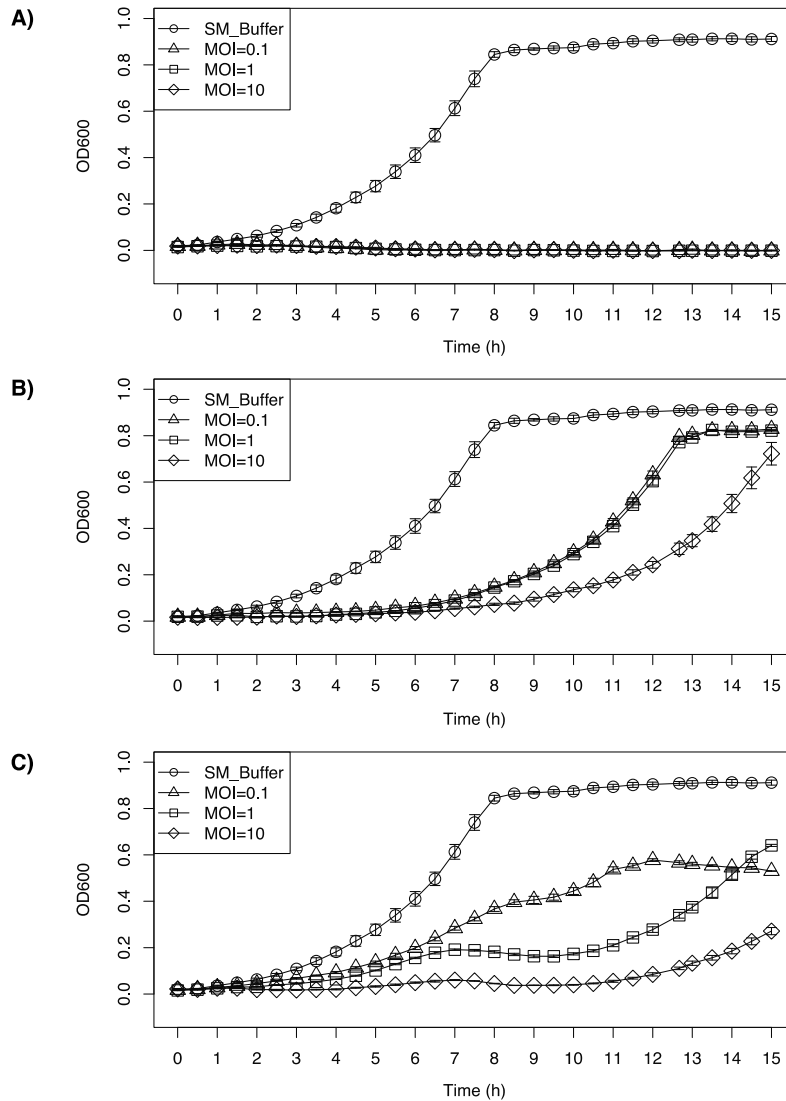 A)
SM_Buffer
MOI=0.1
MOI=1
MOI=10
OD600
0.0 0.2 0.4 0.6 0.8 1.0
0 1 2 3 4 5 6 7 8 9 10 11 12 13 14 15
Time (h)
B)
SM_Buffer
MOI=0.1
MOI=1
MOI=10
OD600
0.0 0.2 0.4 0.6 0.8 1.0
0 1 2 3 4 5 6 7 8 9 10 11 12 13 14 15
Time (h)
C)
SM_Buffer
MOI=0.1
MOI=1
MOI=10
OD600
0.0 0.2 0.4 0.6 0.8 1.0
0 1 2 3 4 5 6 7 8 9 10 11 12 13 14 15
Time (h)